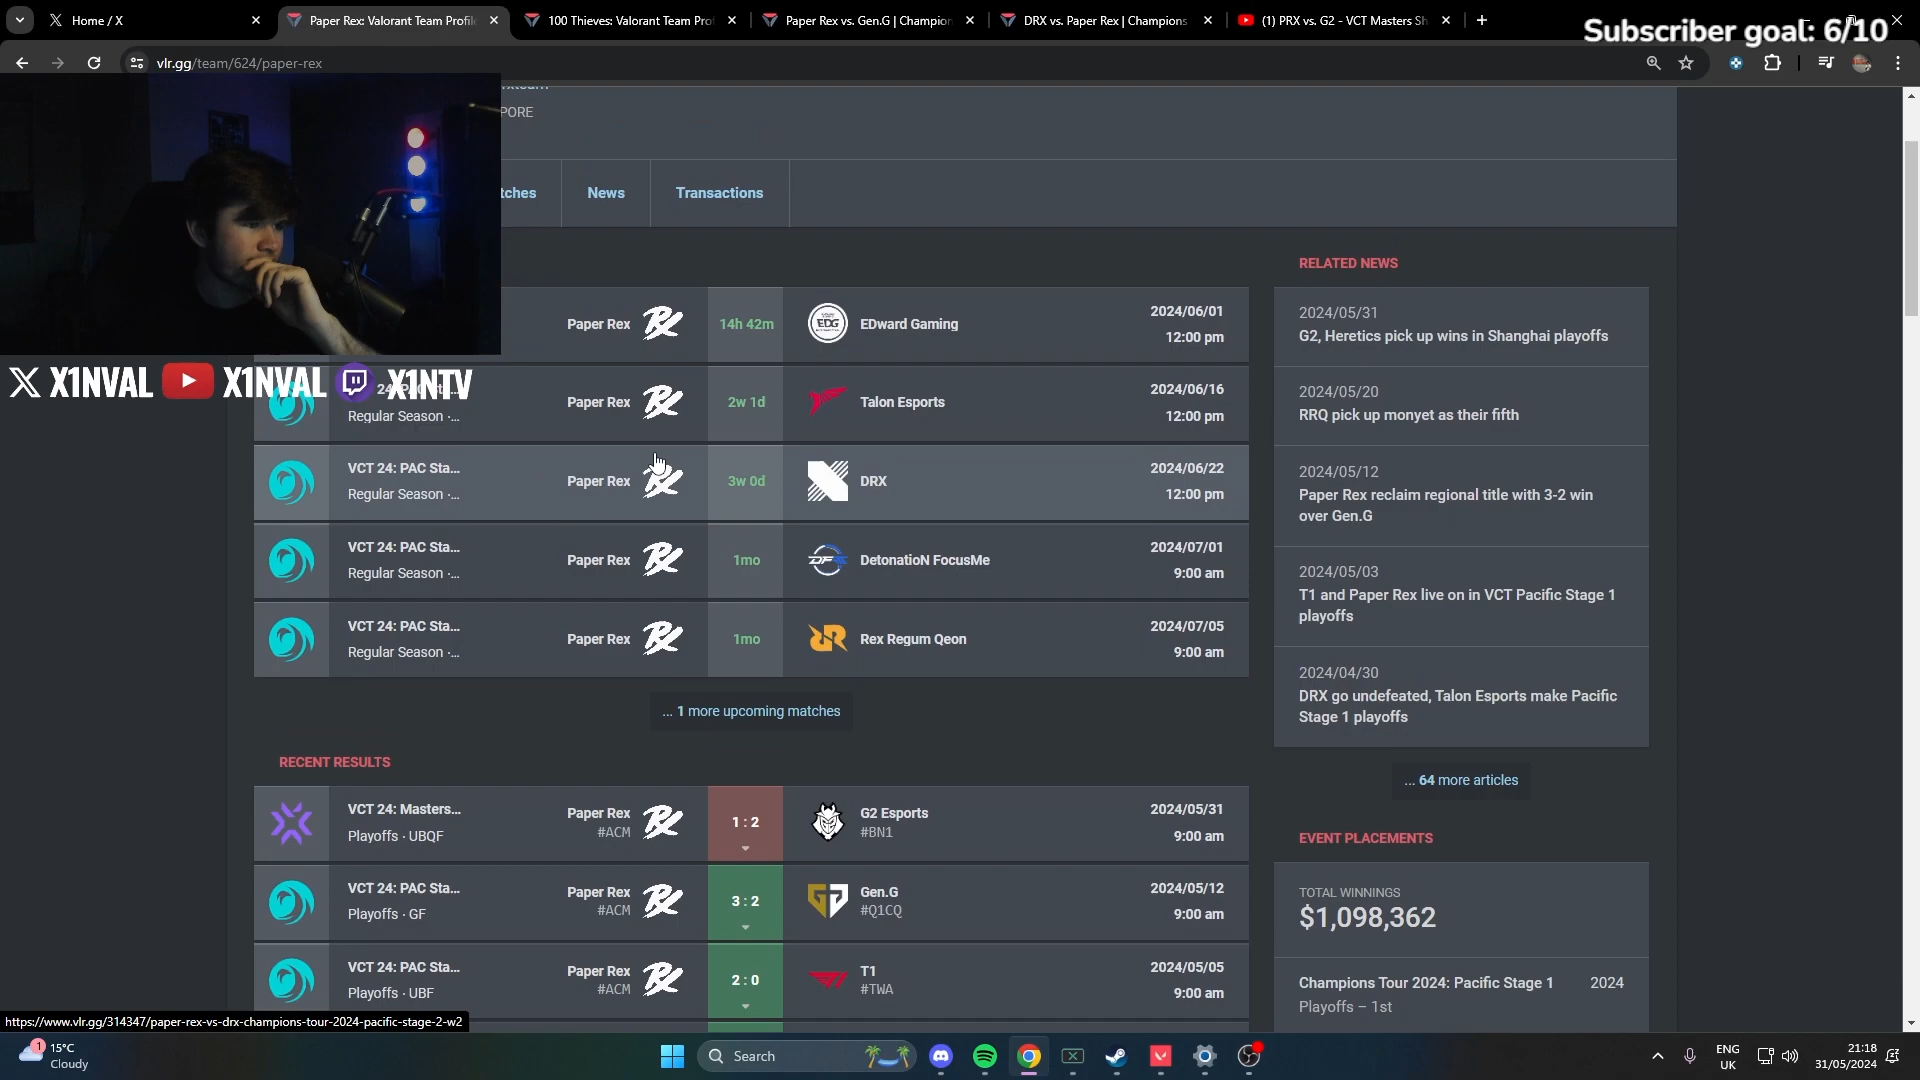 Home / X
Paper Rex: Valorant Team Profil
100 Thieves: Valorant Team Prof
Paper Rex vs. Gen.G | Champion
DRX vs. Paper Rex | Champions
(1) PRX vs. G2 - VCT Masters Sh
Subscriber goal: 6/10
vlr.gg/team/624/paper-rex
PORE
tches
News
Transactions
RELATED NEWS
Paper Rex
14h 42m
EDG
EDward Gaming
2024/06/01
12:00 pm
2024/05/31
G2, Heretics pick up wins in Shanghai playoffs
X1NVAL
X1NVAL
X1NTV
Regular Season ·...
Paper Rex
2w 1d
Talon Esports
2024/06/16
12:00 pm
2024/05/20
RRQ pick up monyet as their fifth
VCT 24: PAC Sta...
Regular Season ·...
Paper Rex
3w 0d
DRX
2024/06/22
12:00 pm
2024/05/12
Paper Rex reclaim regional title with 3-2 win
over Gen.G
VCT 24: PAC Sta...
Regular Season ·...
Paper Rex
1mo
DetonatioN FocusMe
2024/07/01
9:00 am
2024/05/03
T1 and Paper Rex live on in VCT Pacific Stage 1
playoffs
VCT 24: PAC Sta...
Regular Season ·...
Paper Rex
1mo
Rex Regum Qeon
2024/07/05
9:00 am
2024/04/30
DRX go undefeated, Talon Esports make Pacific
Stage 1 playoffs
... 1 more upcoming matches
... 64 more articles
RECENT RESULTS
VCT 24: Masters...
Playoffs · UBQF
Paper Rex
#ACM
1 : 2
G2 Esports
#BN1
2024/05/31
9:00 am
VCT 24: PAC Sta...
Playoffs · GF
Paper Rex
#ACM
3 : 2
Gen.G
#Q1CQ
2024/05/12
9:00 am
VCT 24: PAC Sta...
Playoffs · UBF
Paper Rex
#ACM
2 : 0
T1
#TWA
2024/05/05
9:00 am
EVENT PLACEMENTS
TOTAL WINNINGS
$1,098,362
Champions Tour 2024: Pacific Stage 1
2024
Playoffs – 1st
https://www.vlr.gg/314347/paper-rex-vs-drx-champions-tour-2024-pacific-stage-2-w2
1
15°C
Cloudy
Search
ENG
UK
21:18
31/05/2024